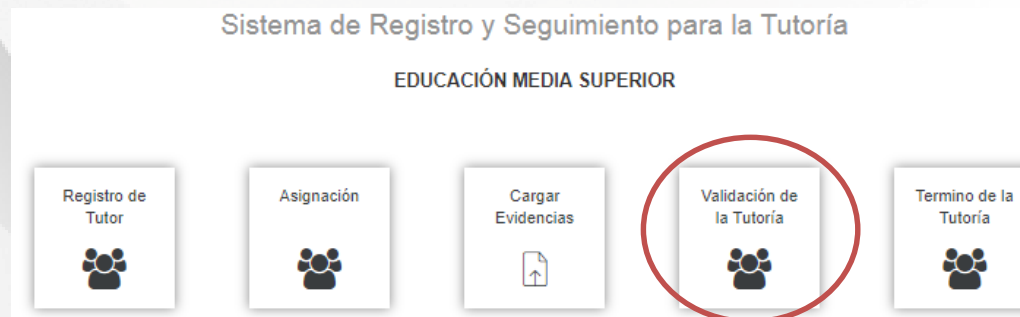 Sistema de Registro y Seguimiento para la Tutoría
EDUCACIÓN MEDIA SUPERIOR
Registro de
Tutor
Asignación
Cargar
Evidencias
Validación de
la Tutoría
Termino de la
Tutoría